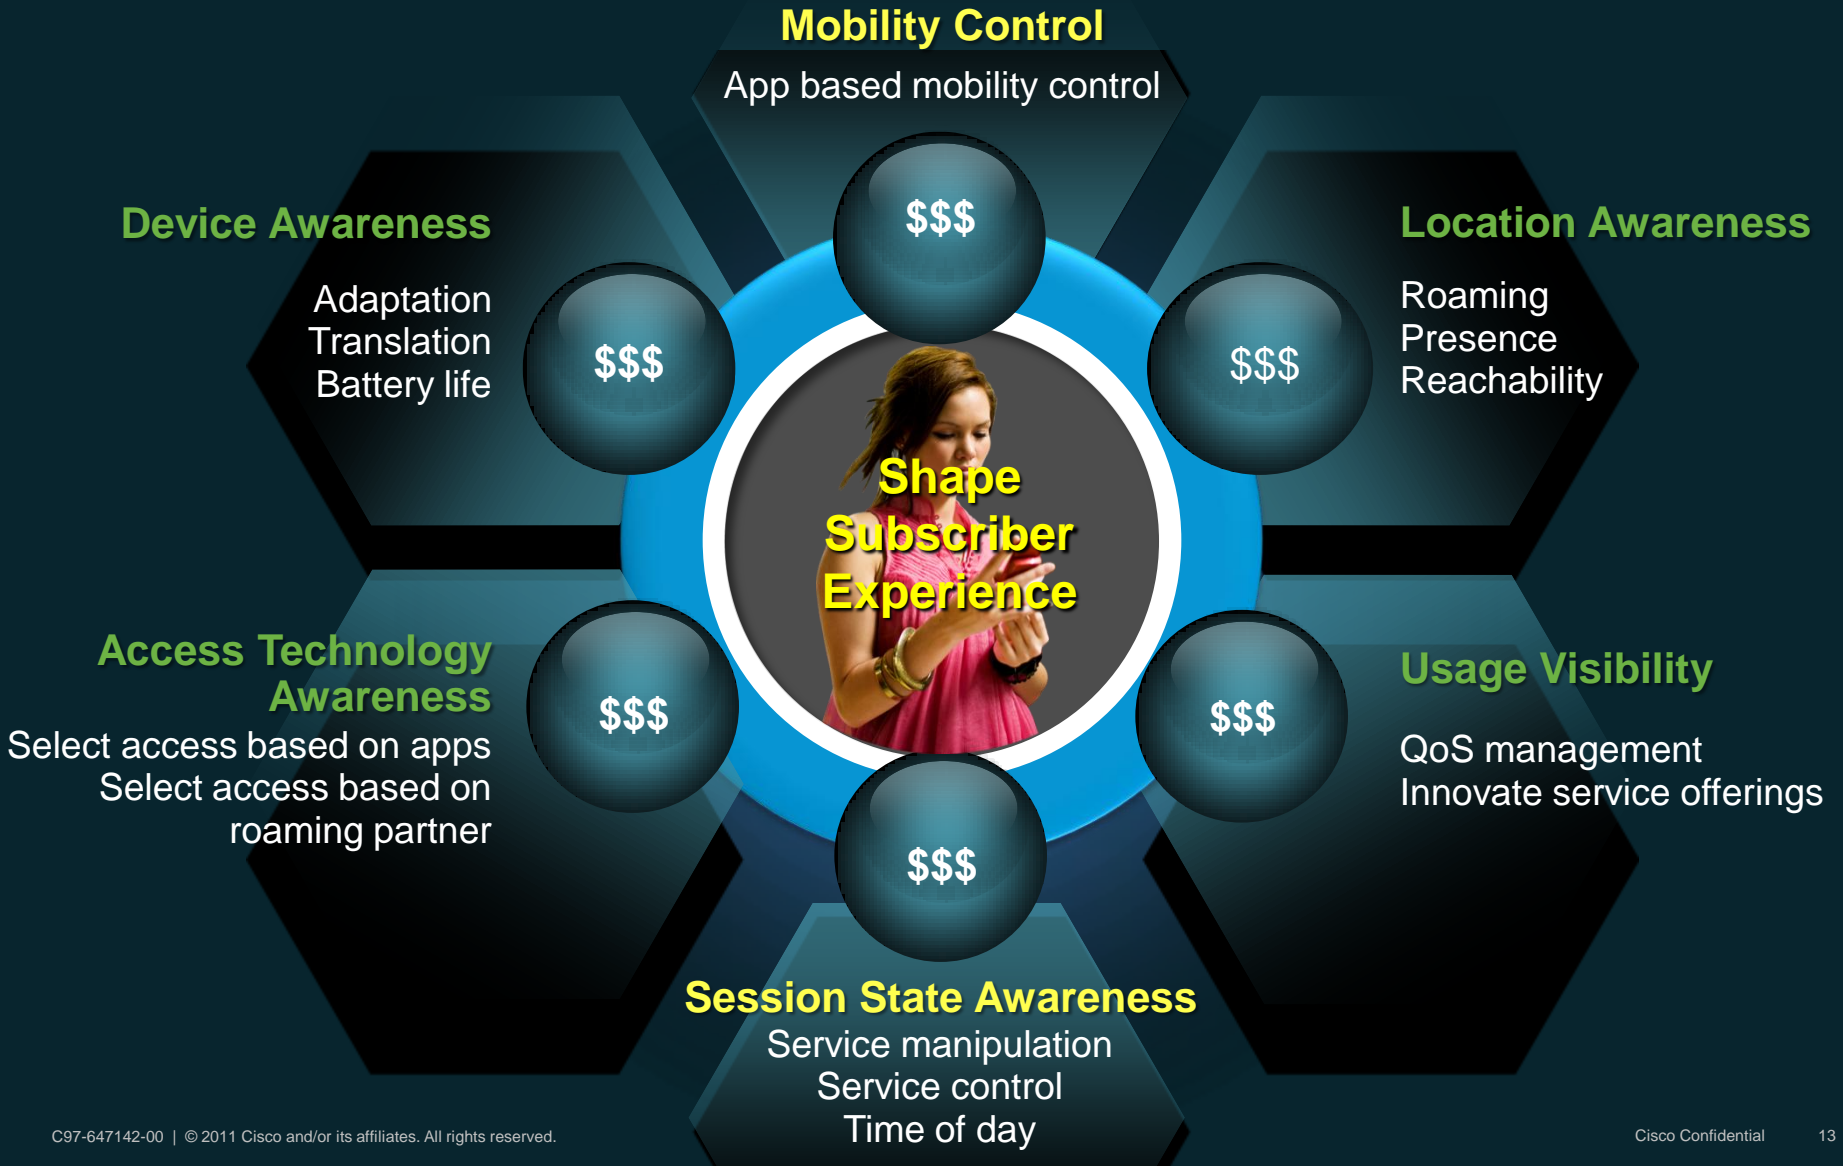 Mobility Control
App based mobility control
$$$
Device Awareness
Adaptation
Translation
Battery life
$$$
Location Awareness
Roaming
Presence
Reachability
$$$
Shape
Subscriber
Experience
Access Technology
Awareness
Select access based on apps
Select access based on
roaming partner
$$$
Usage Visibility
QoS management
Innovate service offerings
$$$
$$$
Session State Awareness
Service manipulation
Service control
Time of day
C97-647142-00 | © 2011 Cisco and/or its affiliates. All rights reserved.
Cisco Confidential 13